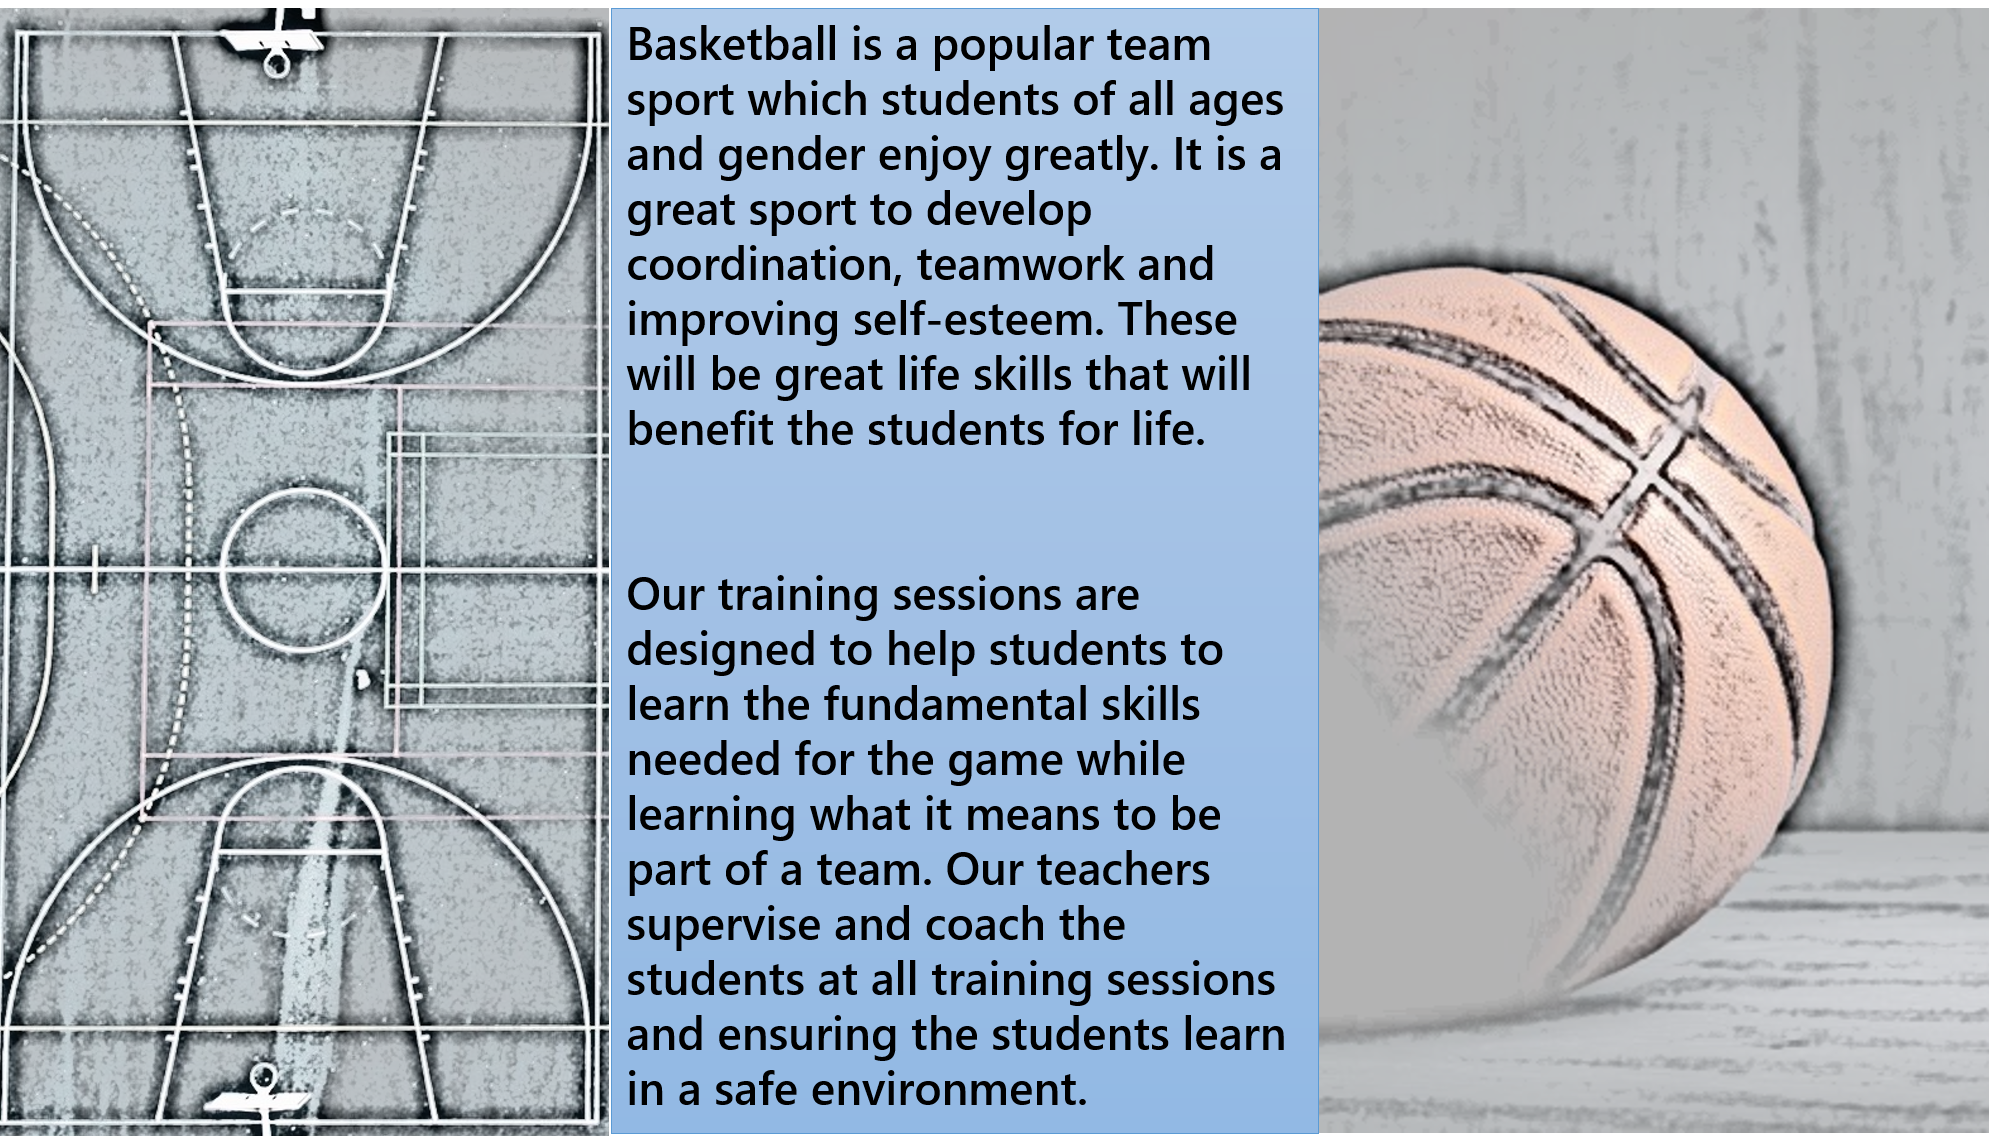 Basketball is a popular team
sport which students of all ages
and gender enjoy greatly. It is a
great sport to develop
coordination, teamwork and
improving self-esteem. These
will be great life skills that will
benefit the students for life.
Our training sessions are
designed to help students to
learn the fundamental skills
needed for the game while
learning what it means to be
part of a team. Our teachers
supervise and coach the
students at all training sessions
and ensuring the students learn
in a safe environment.